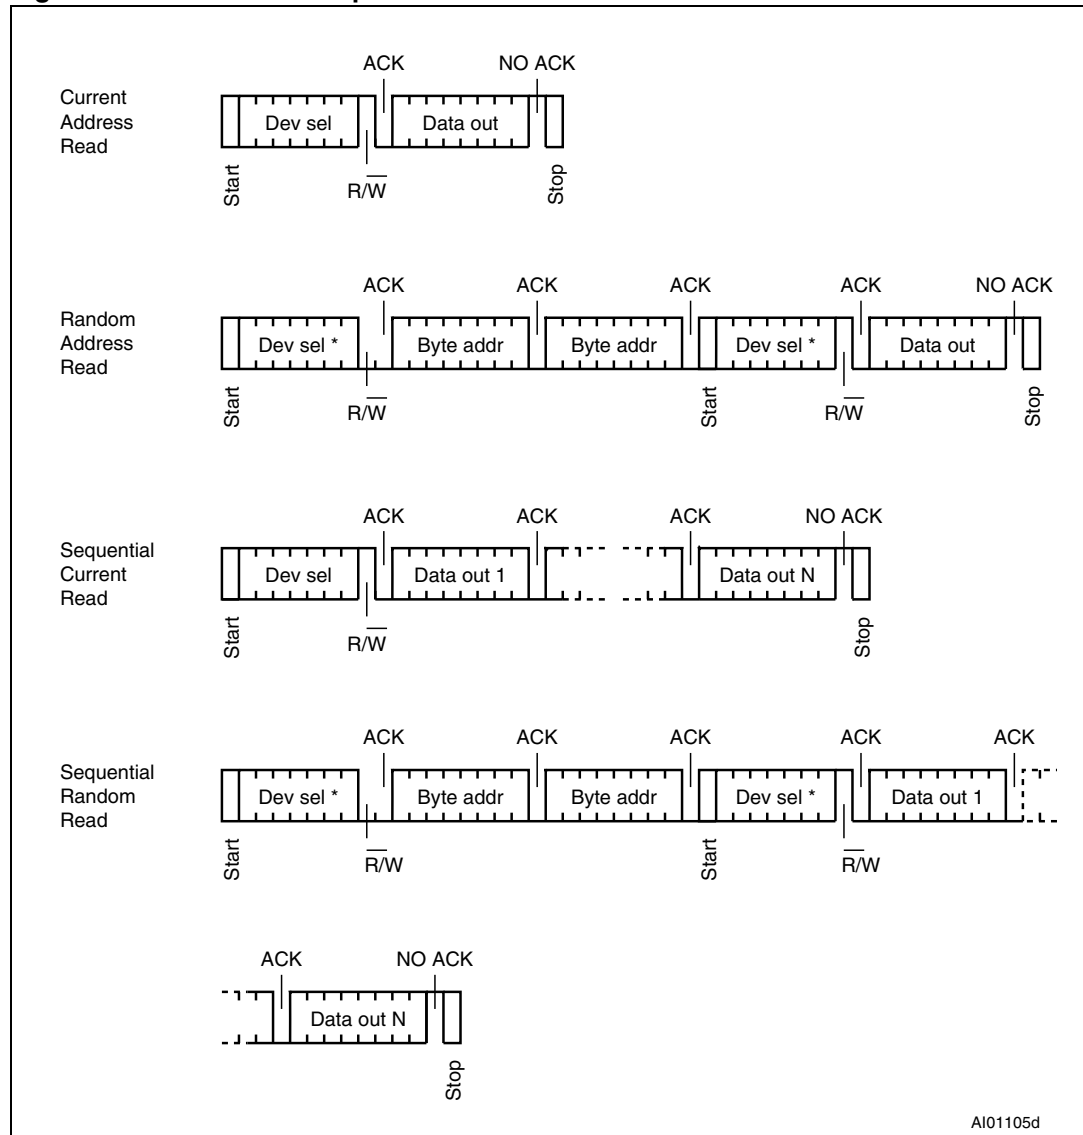 ACK NO ACK
Current
Address
Read
Dev sel Data out
Start R/W̅ Stop
ACK ACK ACK ACK NO ACK
Random
Address
Read
Dev sel * Byte addr Byte addr Dev sel * Data out
Start R/W̅ Start R/W̅ Stop
ACK ACK ACK NO ACK
Sequential
Current
Read
Dev sel Data out 1 Data out N
Start R/W̅ Stop
ACK ACK ACK ACK ACK
Sequential
Random
Read
Dev sel * Byte addr Byte addr Dev sel * Data out 1
Start R̅/W Start R̅/W
ACK NO ACK
Data out N
Stop
AI01105d